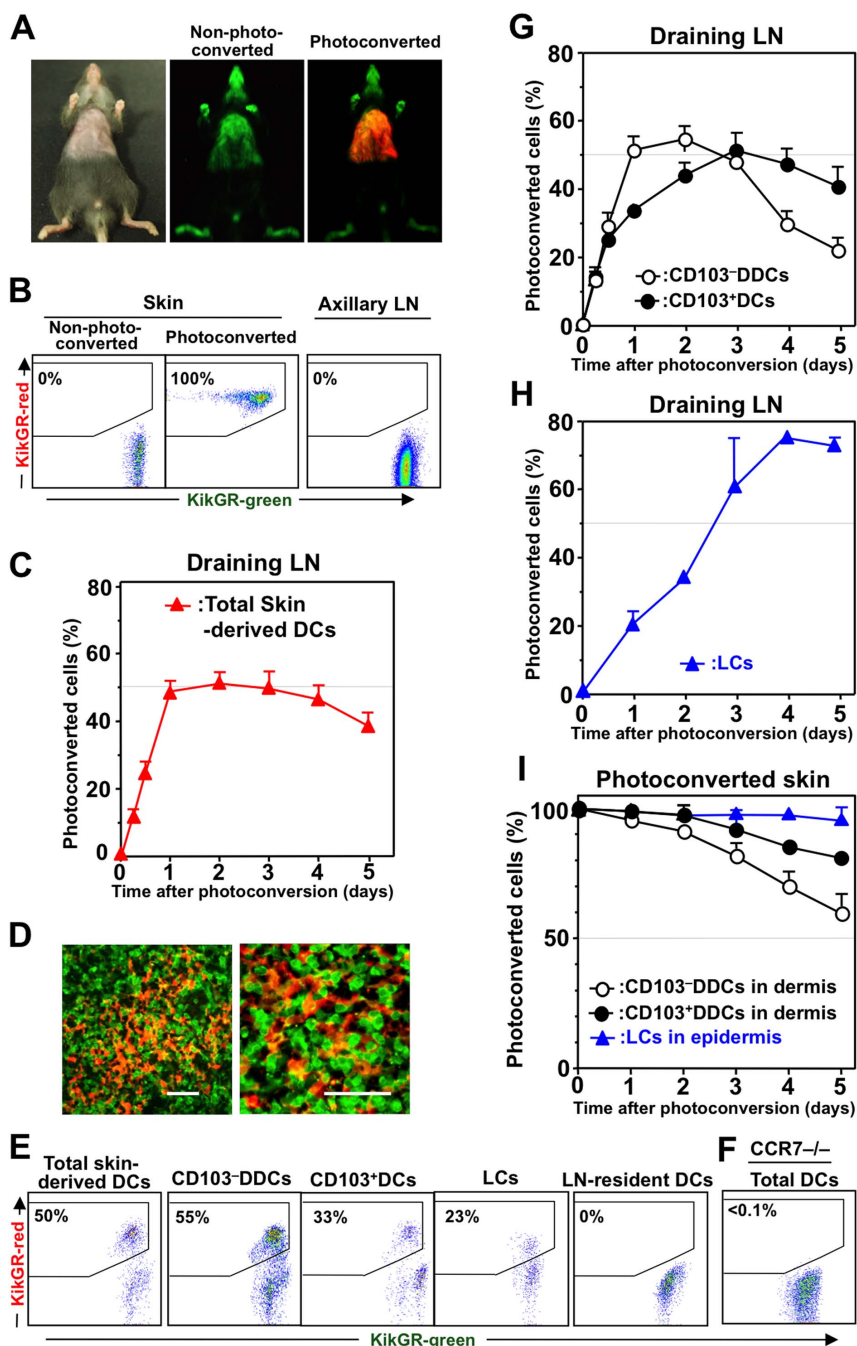 A
Non-photo-
converted
Photoconverted
B
Skin
Non-photo-
converted
Photoconverted
Axillary LN
0%
100%
0%
KikGR-red
KikGR-green
C
Draining LN
Photoconverted cells (%)
80
60
40
20
0
:Total Skin
-derived DCs
0 1 2 3 4 5
Time after photoconversion (days)
D
E
Total skin-
derived DCs
CD103–DDCs
CD103+DCs
LCs
LN-resident DCs
50%
55%
33%
23%
0%
KikGR-red
KikGR-green
F
CCR7–/–
Total DCs
<0.1%
G
Draining LN
Photoconverted cells (%)
80
60
40
20
0
:CD103–DDCs
:CD103+DCs
0 1 2 3 4 5
Time after photoconversion (days)
H
Draining LN
Photoconverted cells (%)
80
60
40
20
0
:LCs
0 1 2 3 4 5
Time after photoconversion (days)
I
Photoconverted skin
Photoconverted cells (%)
100
50
0
:CD103–DDCs in dermis
:CD103+DDCs in dermis
:LCs in epidermis
0 1 2 3 4 5
Time after photoconversion (days)